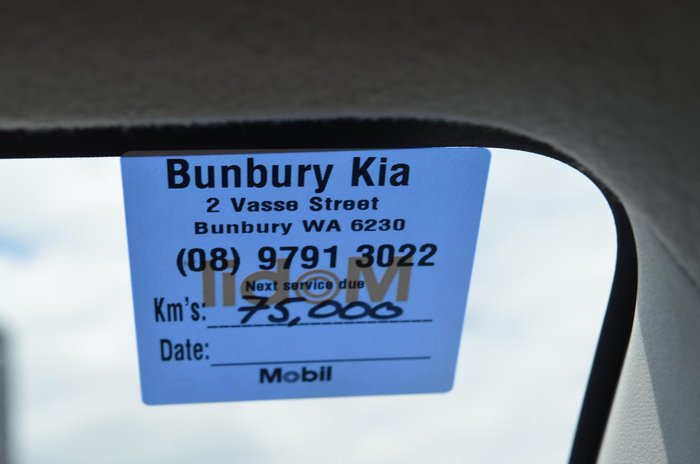 Bunbury Kia
2 Vasse Street
Bunbury WA 6230
(08) 9791 3022
Mobil
Next service due
Km's: 75,000
Date:
Mobil